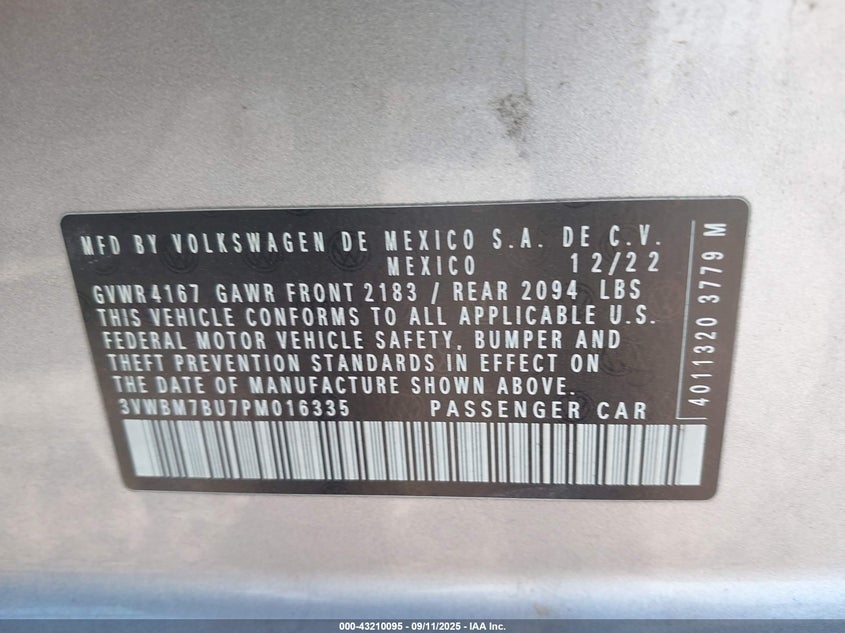 MFD BY VOLKSWAGEN DE MEXICO S.A. DE C.V.
MEXICO 12/22
GVWR4167 GAWR FRONT 2183 / REAR 2094 LBS
THIS VEHICLE CONFORMS TO ALL APPLICABLE U.S.
FEDERAL MOTOR VEHICLE SAFETY, BUMPER AND
THEFT PREVENTION STANDARDS IN EFFECT ON
THE DATE OF MANUFACTURE SHOWN ABOVE.
3VWBM7BU7PM016335 PASSENGER CAR
4011320 3779 M
000-43210095 - 09/11/2025 - IAA Inc.